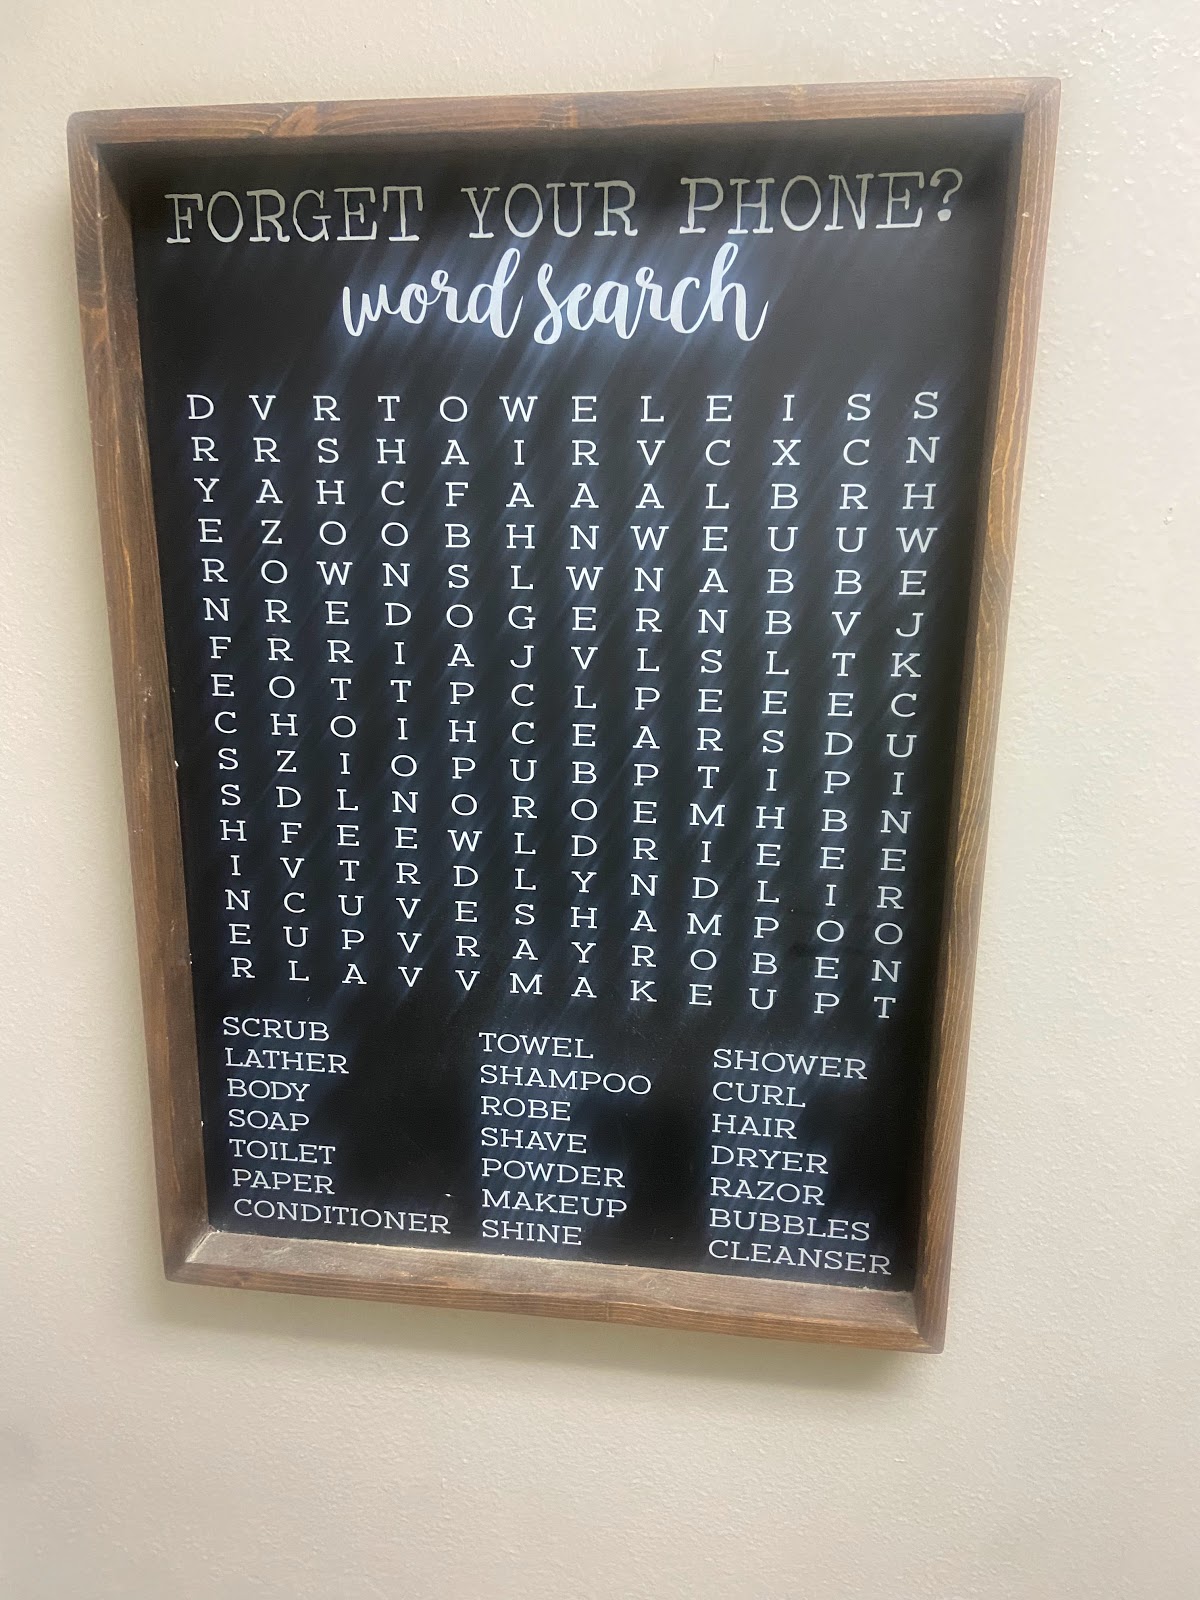 FORGET YOUR PHONE?
word search
D V R T O W E L E I S S
R R S H A I R V C X C N
Y A H C F A A A L B R H
E Z O O B H N W E U U W
R O W N S L W N A B B E
N R E D O G E R N B V J
F R R I A J V L S L T K
E O T T P C L P E E E C
C H O I H C E A R S D U
S Z I O P U B P T I P I
S D L N O R O E M H B N
H F E E W L D R I E E E
I V T R D L Y N D L I R
N C U V E S H A M P O O
E U P V R A Y R O B E N
R L A V V M A K E U P T
SCRUB TOWEL SHOWER
LATHER SHAMPOO CURL
BODY ROBE HAIR
SOAP SHAVE DRYER
TOILET POWDER RAZOR
PAPER MAKEUP BUBBLES
CONDITIONER SHINE CLEANSER